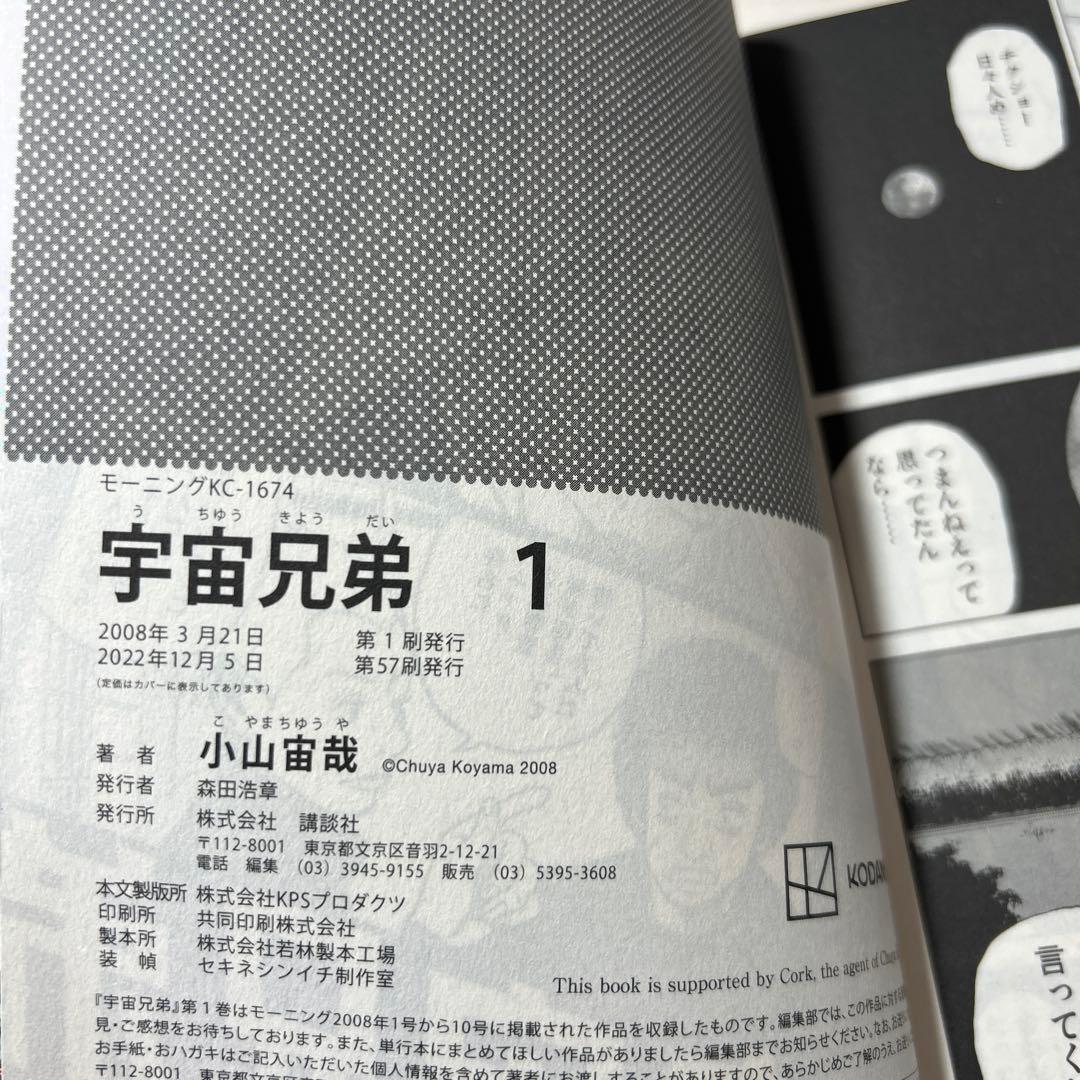 モーニングKC-1674
う ちゆう きよう だい
宇宙兄弟 1
2008年 3 月21日 第 1 刷発行
2022年12月 5 日 第57刷発行
(定価はカバーに表示してあります)
こ やまちゆう や
著 者 小山宙哉 ©Chuya Koyama 2008
発行者 森田浩章
発行所 株式会社 講談社
〒112-8001 東京都文京区音羽2-12-21
電話 編集 (03) 3945-9155 販売 (03) 5395-3608
本文製版所 株式会社KPSプロダクツ
印刷所 共同印刷株式会社
製本所 株式会社若林製本工場
装 幀 セキネシンイチ制作室
This book is supported by Cork, the agent of
『宇宙兄弟』第 1 巻はモーニング2008年1号から10号に掲載された作品を収録したものです。編集部では、この作品に対する
見・ご感想をお待ちしております。また、単行本にまとめてほしい作品がありましたら編集部までお知らせください。なお、
お手紙・おハガキはご記入いただいた個人情報を含めて著者にお渡しすることがありますので、あらかじめご了解のうえ、
〒112-8001 東京都文京区音羽
つまんねぇって
思ってたん
なら……
言ってく